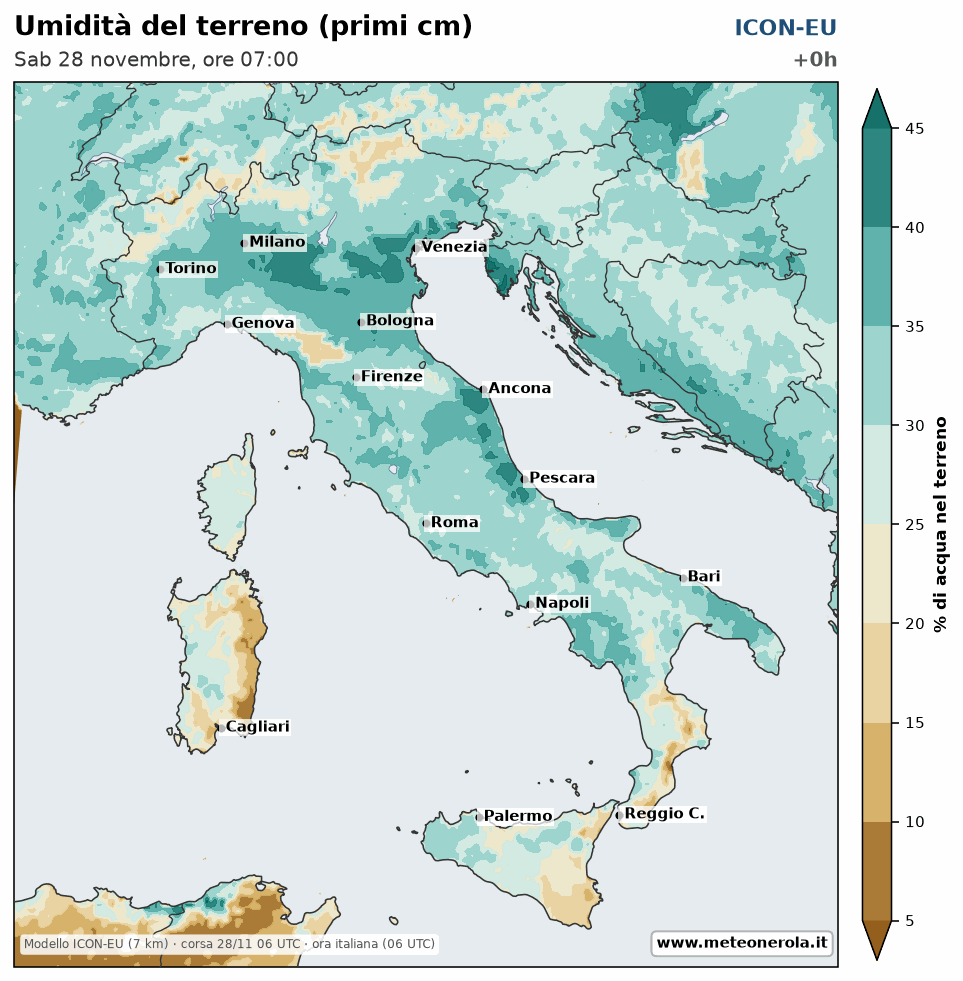 Umidità del terreno (primi cm)
ICON-EU
Sab 28 novembre, ore 07:00
+0h
Milano
Venezia
Torino
Genova
Bologna
Firenze
Ancona
Pescara
Roma
Bari
Napoli
Cagliari
Palermo
Reggio C.
45
40
35
30
25
20
15
10
5
% di acqua nel terreno
Modello ICON-EU (7 km) · corsa 28/11 06 UTC · ora italiana (06 UTC)
www.meteonerola.it